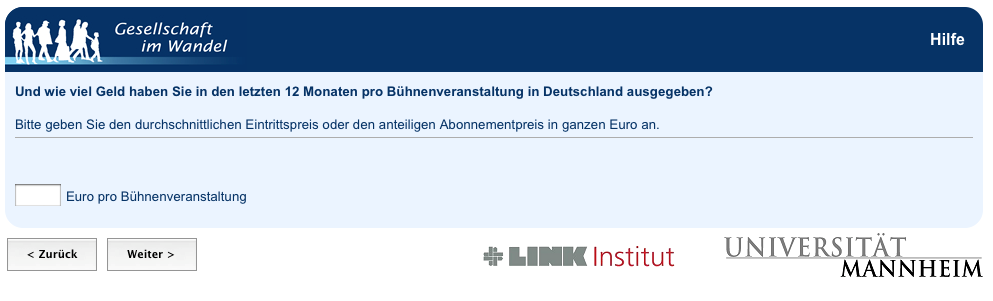 Gesellschaft
im Wandel
Hilfe
Und wie viel Geld haben Sie in den letzten 12 Monaten pro Bühnenveranstaltung in Deutschland ausgegeben?
Bitte geben Sie den durchschnittlichen Eintrittspreis oder den anteiligen Abonnementpreis in ganzen Euro an.
Euro pro Bühnenveranstaltung
< Zurück
Weiter >
LINK Institut
UNIVERSITÄT
MANNHEIM